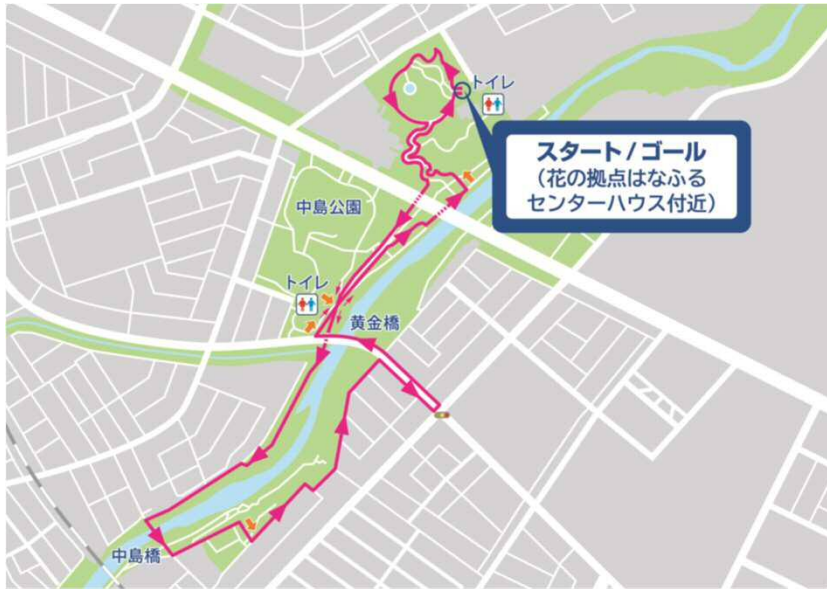 トイレ
スタート/ゴール
(花の拠点はなふる
センターハウス付近)
中島公園
トイレ
黄金橋
中島橋